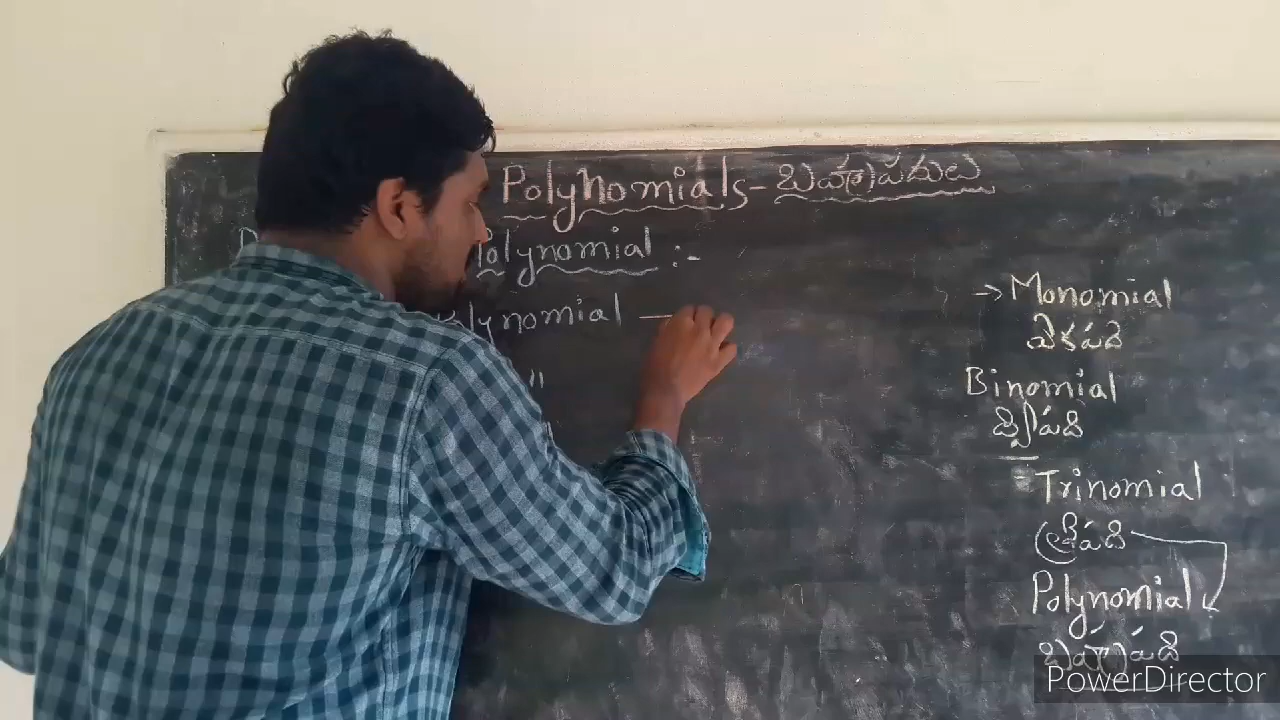 Polynomials - బహుపదులు
Polynomial :-
polynomial —
"
→ Monomial
ఏకపది
Binomial
ద్విపది
Trinomial
త్రిపది
Polynomial
బహుపది
PowerDirector